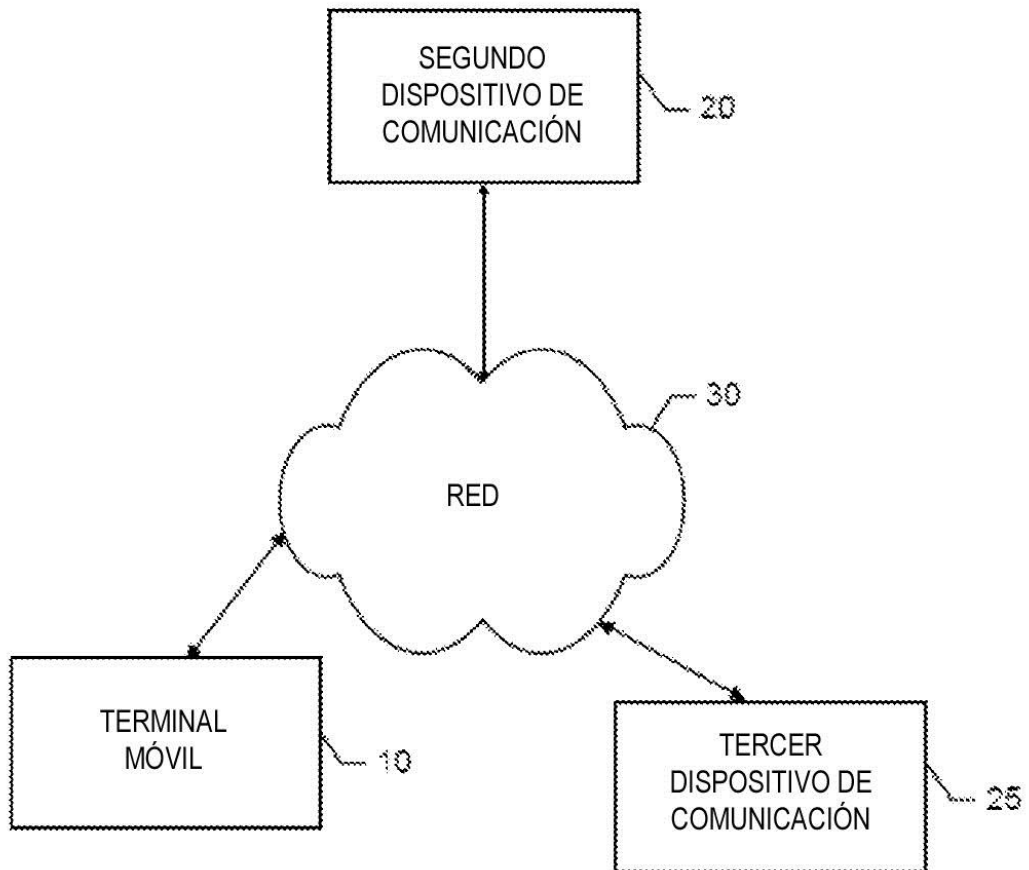 SEGUNDO
DISPOSITIVO DE
COMUNICACIÓN
20
30
RED
TERMINAL
MÓVIL
10
TERCER
DISPOSITIVO DE
COMUNICACIÓN
25